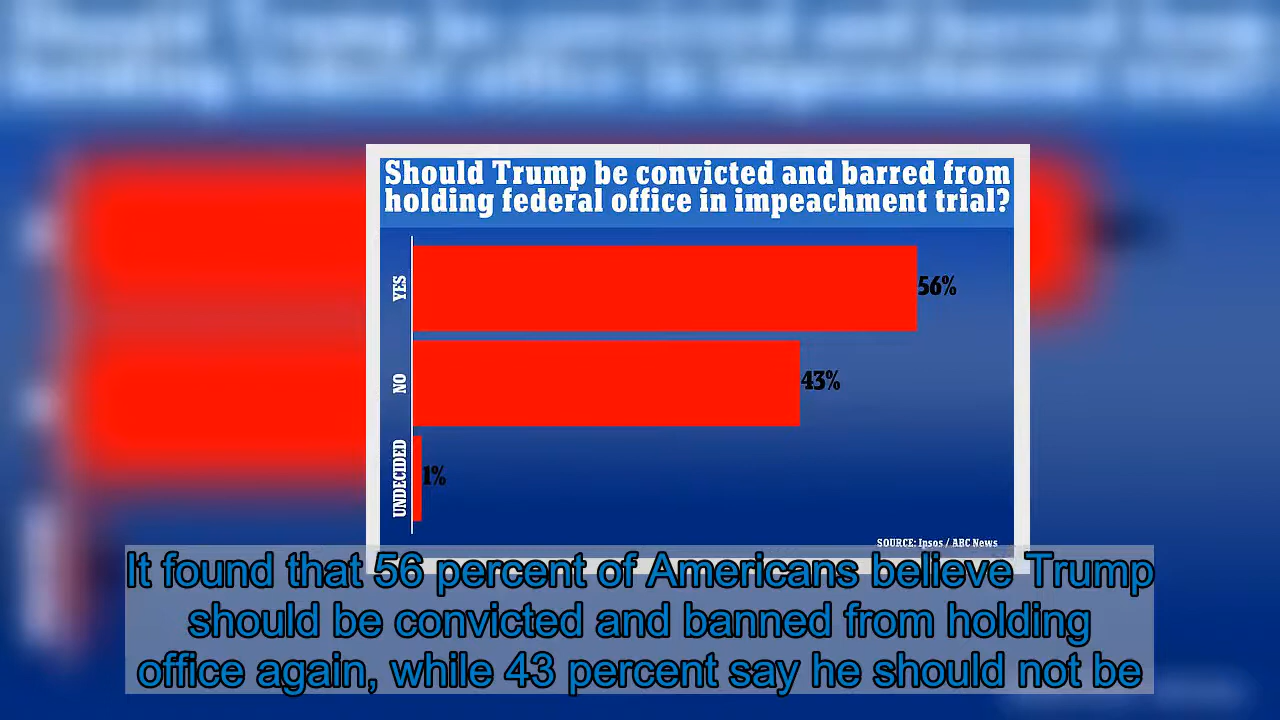 Should Trump be convicted and barred from
holding federal office in impeachment trial?
YES
56%
NO
43%
UNDECIDED
1%
SOURCE: Ipsos / ABC News
It found that 56 percent of Americans believe Trump
should be convicted and banned from holding
office again, while 43 percent say he should not be